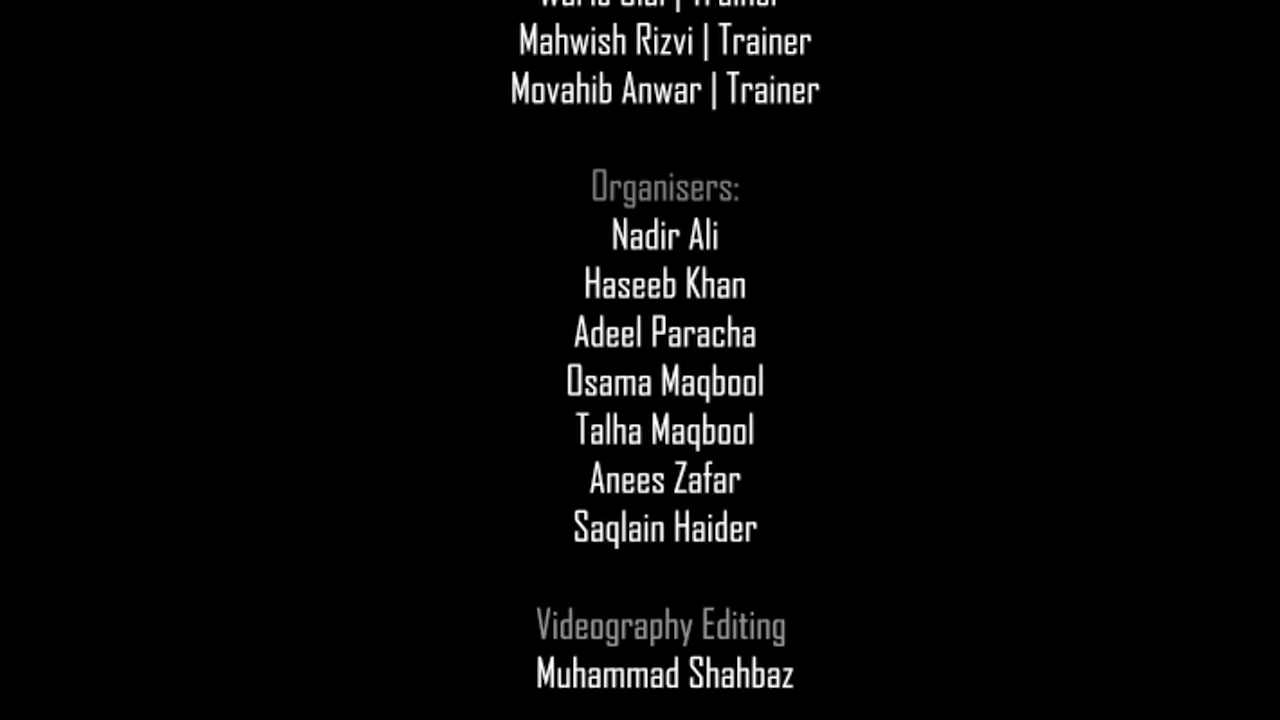 | Trainer
Mahwish Rizvi | Trainer
Movahib Anwar | Trainer
Organisers:
Nadir Ali
Haseeb Khan
Adeel Paracha
Osama Maqbool
Talha Maqbool
Anees Zafar
Saqlain Haider
Videography Editing
Muhammad Shahbaz